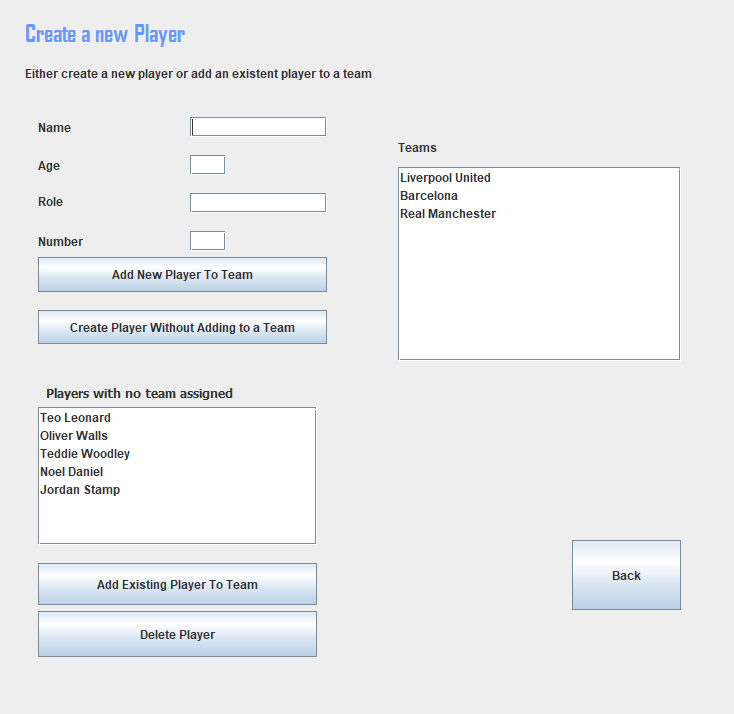 Create a new Player
Either create a new player or add an existent player to a team
Name
Age
Role
Number
Add New Player To Team
Create Player Without Adding to a Team
Teams
Liverpool United
Barcelona
Real Manchester
Players with no team assigned
Teo Leonard
Oliver Walls
Teddie Woodley
Noel Daniel
Jordan Stamp
Add Existing Player To Team
Delete Player
Back